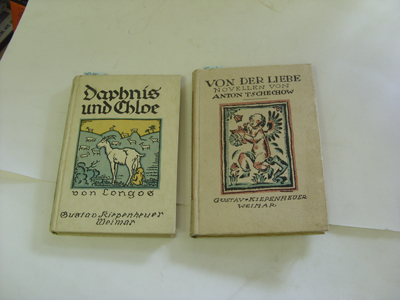 Daphnis
und Chloe
von Longos
Gustav Kiepenheuer
Weimar
VON DER LIEBE
NOVELLEN VON
ANTON TSCHECHOW
GUSTAV KIEPENHEUER
WEIMAR.